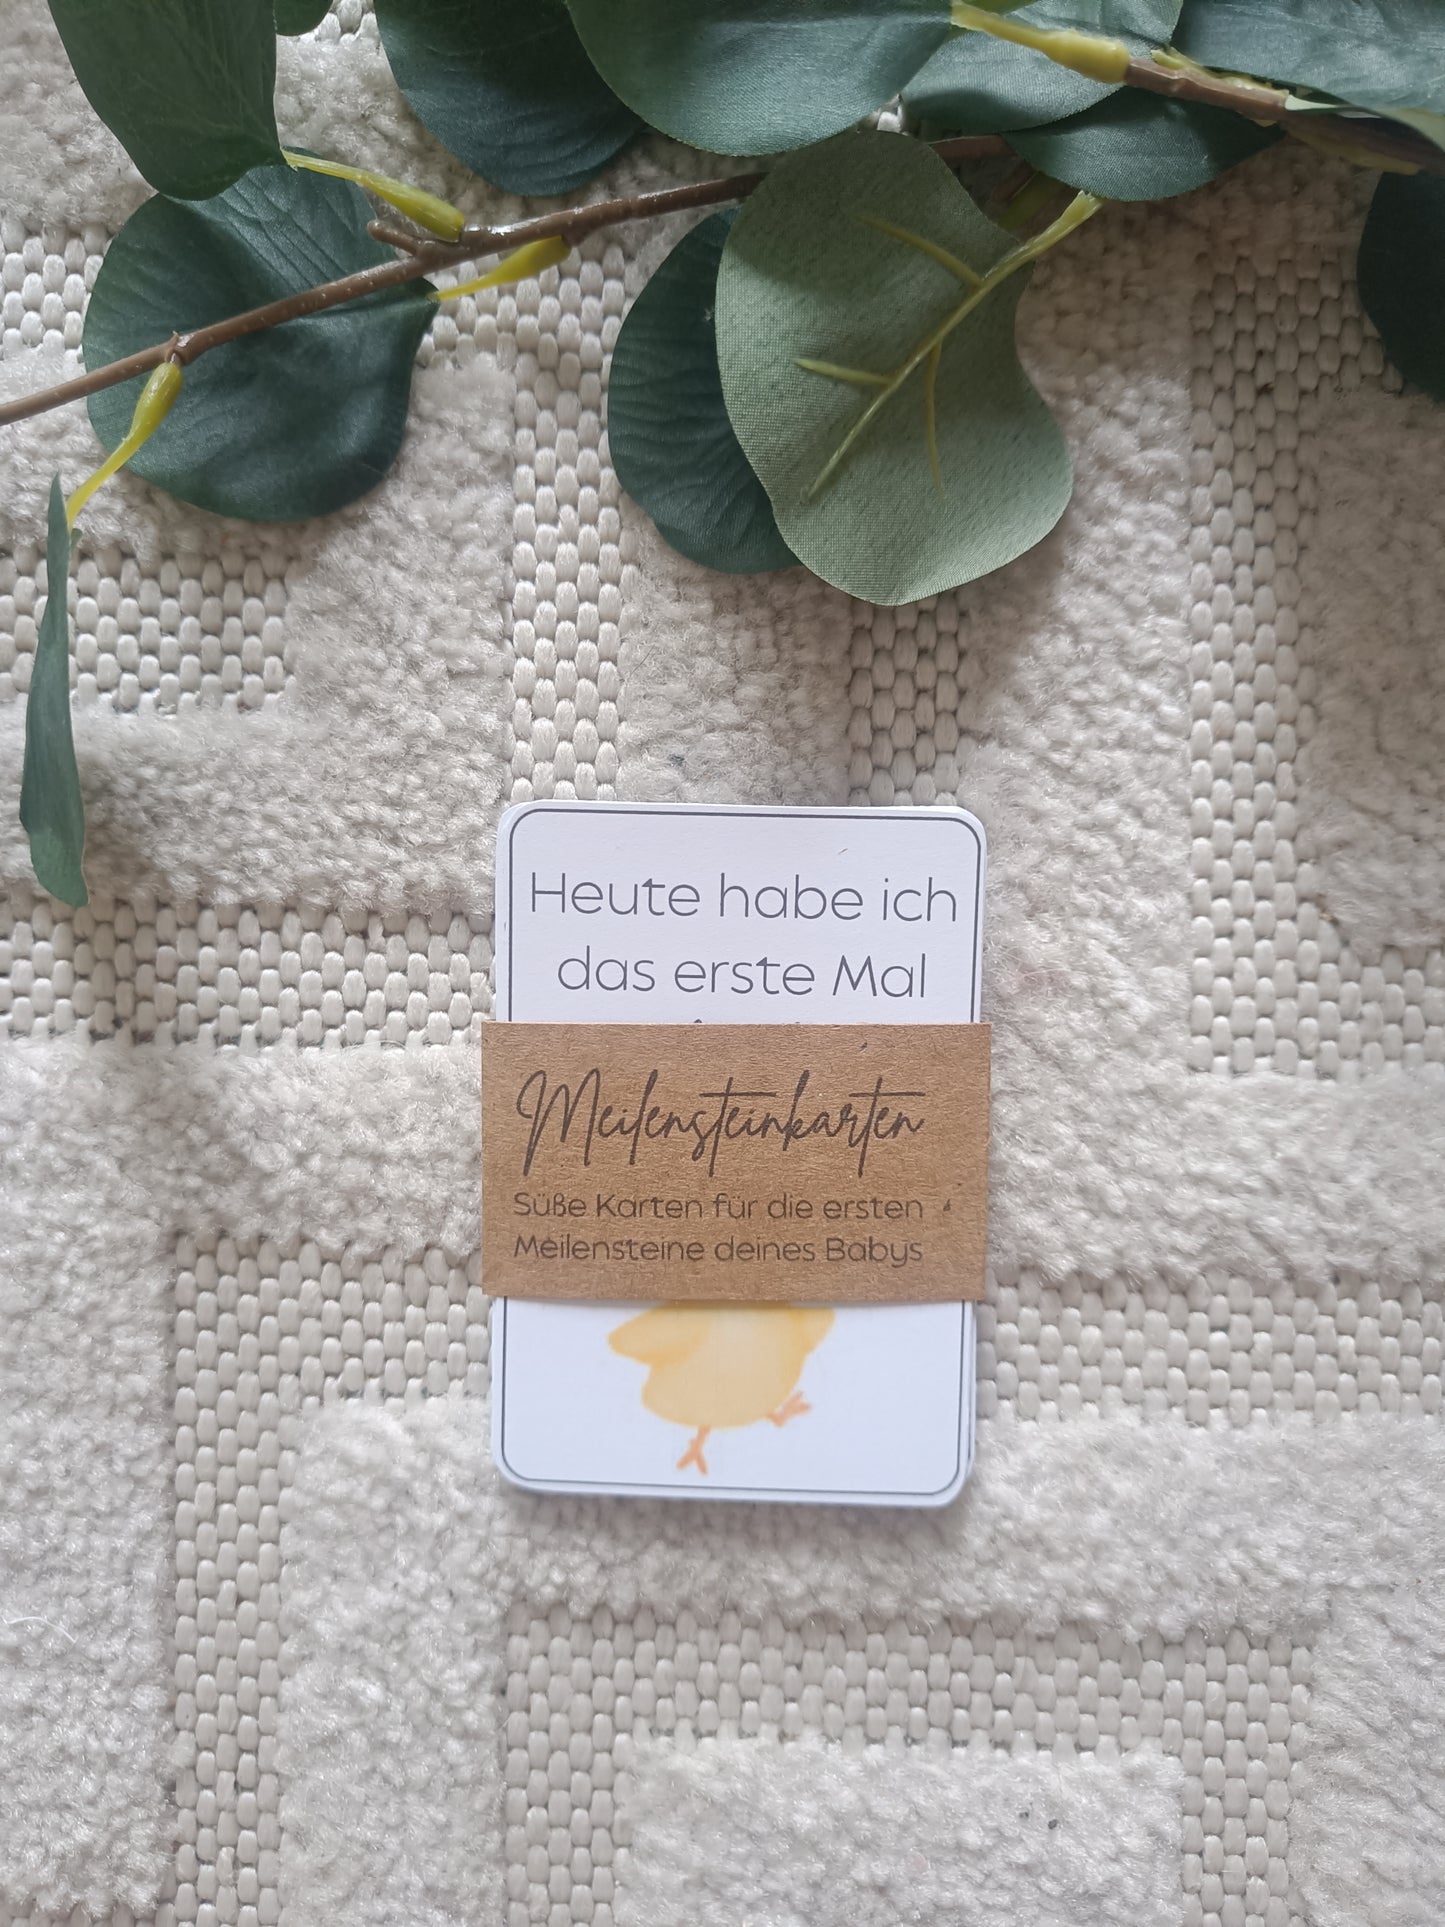 Heute habe ich
das erste Mal
Meilensteinkarten
Süße Karten für die ersten
Meilensteine deines Babys